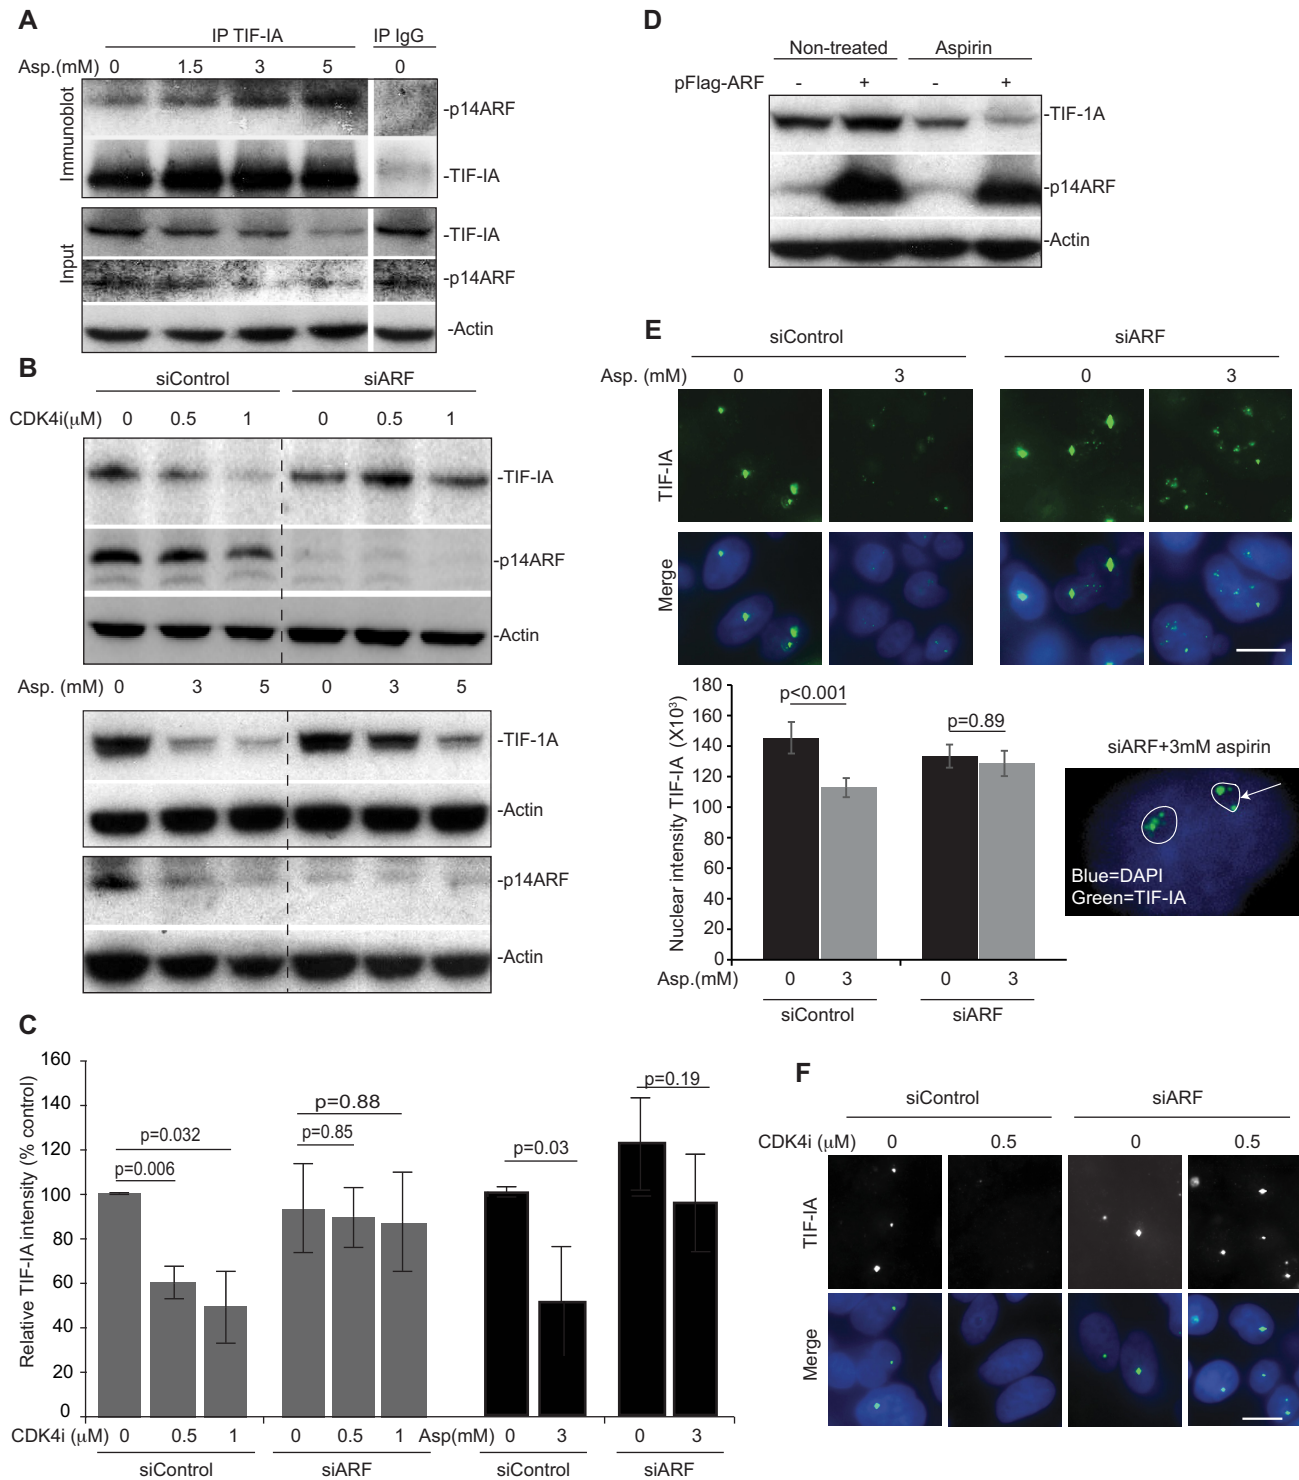 A
IP TIF-IA
IP IgG
Asp.(mM) 0 1.5 3 5 0
Immunoblot
-p14ARF
-TIF-IA
Input
-TIF-IA
-p14ARF
-Actin
B
siControl siARF
CDK4i(μM) 0 0.5 1 0 0.5 1
-TIF-IA
-p14ARF
-Actin
Asp. (mM) 0 3 5 0 3 5
-TIF-1A
-Actin
-p14ARF
-Actin
C
Relative TIF-IA intensity (% control)
160
140
120
100
80
60
40
20
0
p=0.032
p=0.006
p=0.88
p=0.85
p=0.03
p=0.19
CDK4i (μM) 0 0.5 1 0 0.5 1 Asp(mM) 0 3 0 3
siControl siARF siControl siARF
D
Non-treated Aspirin
pFlag-ARF - + - +
-TIF-1A
-p14ARF
-Actin
E
siControl siARF
Asp. (mM) 0 3 0 3
TIF-IA
Merge
Nuclear intensity TIF-IA (X10³)
180
160
140
120
100
80
60
40
20
0
p<0.001
p=0.89
Asp.(mM) 0 3 0 3
siControl siARF
siARF+3mM aspirin
Blue=DAPI
Green=TIF-IA
F
siControl siARF
CDK4i (μM) 0 0.5 0 0.5
TIF-IA
Merge